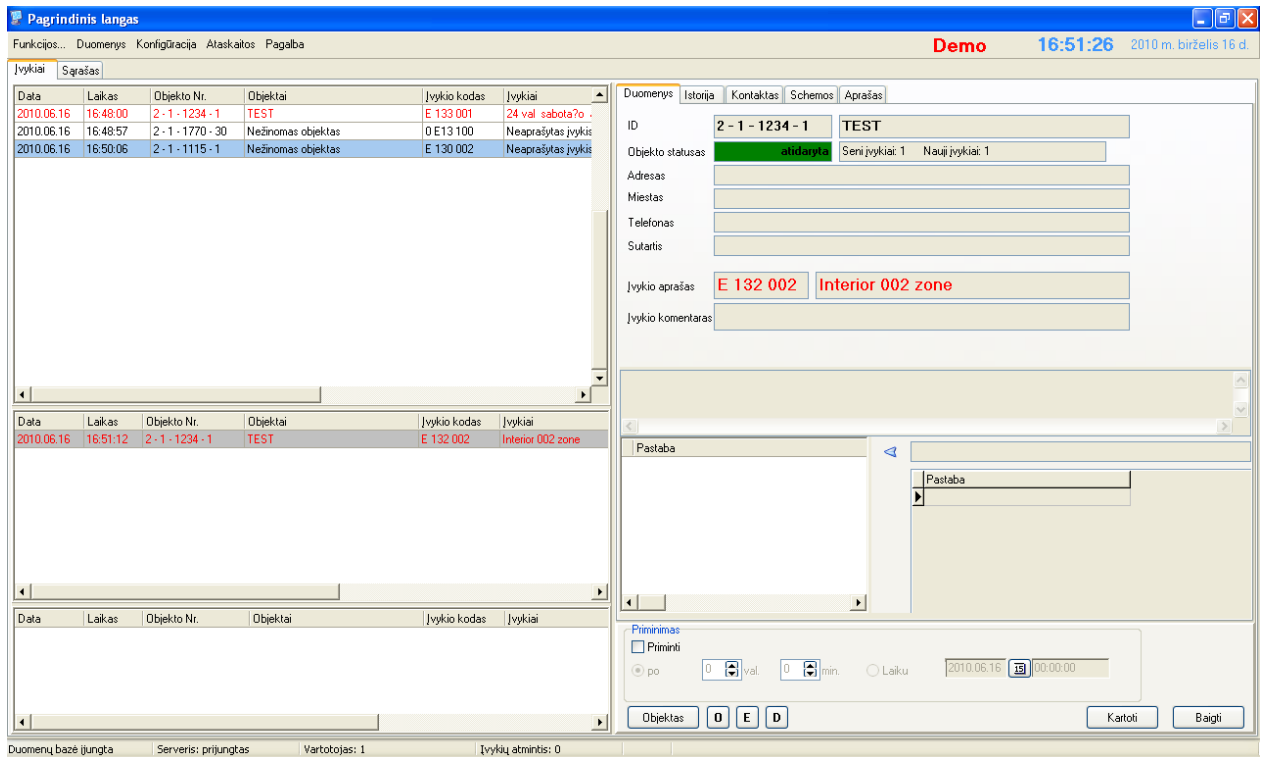 Pagrindinis langas
Funkcijos... Duomenys Konfigūracija Ataskaitos Pagalba Demo 16:51:26 2010 m. birželis 16 d.
Įvykiai Sąrašas
Data Laikas Objekto Nr. Objektai Įvykio kodas Įvykiai
2010.06.16 16:48:00 2 - 1 - 1234 - 1 TEST E 133 001 24 val sabota?o
2010.06.16 16:48:57 2 - 1 - 1770 - 30 Nežinomas objektas 0 E13 100 Neaprašytas įvykis
2010.06.16 16:50:06 2 - 1 - 1115 - 1 Nežinomas objektas E 130 002 Neaprašytas įvykis
Data Laikas Objekto Nr. Objektai Įvykio kodas Įvykiai
2010.06.16 16:51:12 2 - 1 - 1234 - 1 TEST E 132 002 Interior 002 zone
Data Laikas Objekto Nr. Objektai Įvykio kodas Įvykiai
Duomenys Istorija Kontaktas Schemos Aprašas
ID 2 - 1 - 1234 - 1 TEST
Objekto statusas atidaryta Seni įvykiai: 1 Nauji įvykiai: 1
Adresas
Miestas
Telefonas
Sutartis
Įvykio aprašas E 132 002 Interior 002 zone
Įvykio komentaras
Pastaba
Pastaba
Priminimas
Priminti
po 0 val. 0 min. Laiku 2010.06.16 15 00:00:00
Objektas O E D Kartoti Baigti
Duomenų bazė įjungta Serveris: prijungtas Vartotojas: 1 Įvykių atmintis: 0